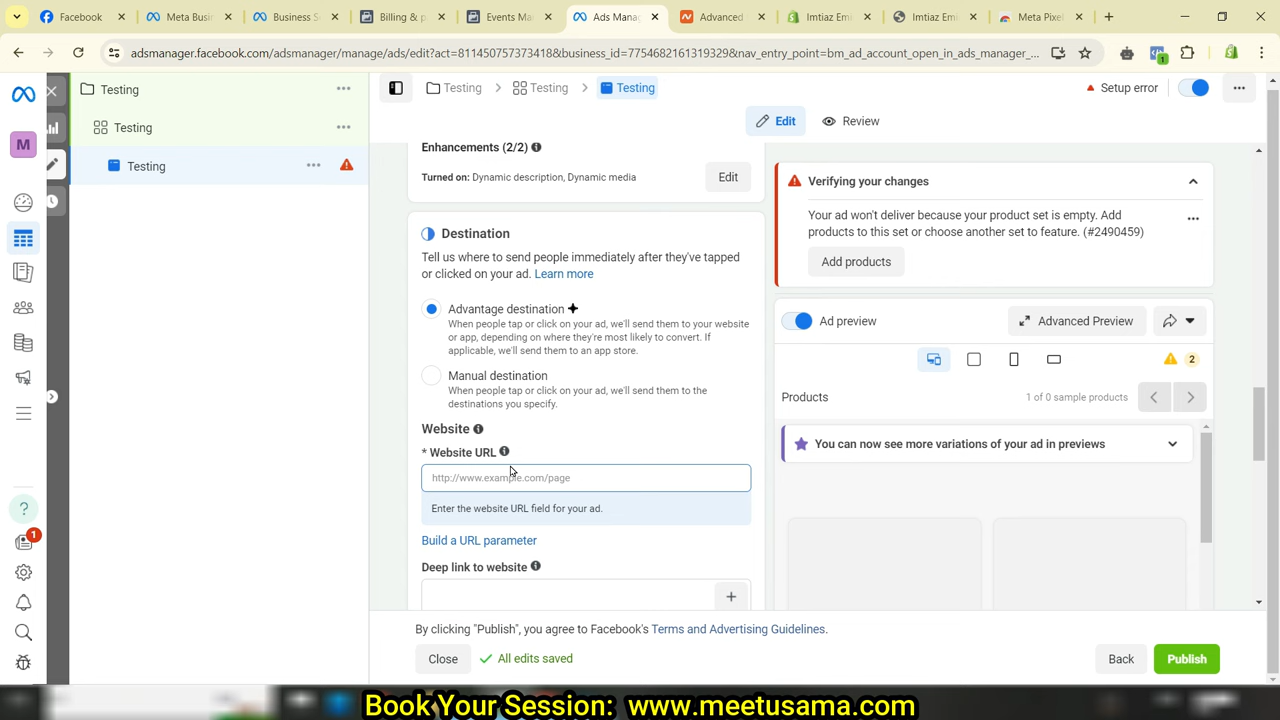 Facebook
Meta Busi
Business S
Billing & p
Events Ma
Ads Manag
Advanced
Imtiaz Emi
Imtiaz Emi
Meta Pixel
adsmanager.facebook.com/adsmanager/manage/ads/edit?act=811450757373418&business_id=7754682161319329&nav_entry_point=bm_ad_account_open_in_ads_manager_...
1
M
1
Testing
Testing
Testing
Testing
Testing
Testing
Setup error
Edit
Review
Enhancements (2/2)
Turned on: Dynamic description, Dynamic media
Edit
Destination
Tell us where to send people immediately after they've tapped
or clicked on your ad. Learn more
Advantage destination
When people tap or click on your ad, we'll send them to your website
or app, depending on where they're most likely to convert. If
applicable, we'll send them to an app store.
Manual destination
When people tap or click on your ad, we'll send them to the
destinations you specify.
Website
* Website URL
http://www.example.com/page
Enter the website URL field for your ad.
Build a URL parameter
Deep link to website
Verifying your changes
Your ad won't deliver because your product set is empty. Add
products to this set or choose another set to feature. (#2490459)
Add products
Ad preview
Advanced Preview
2
Products
1 of 0 sample products
You can now see more variations of your ad in previews
By clicking "Publish", you agree to Facebook's Terms and Advertising Guidelines.
Close
All edits saved
Back
Publish
Book Your Session: www.meetusama.com